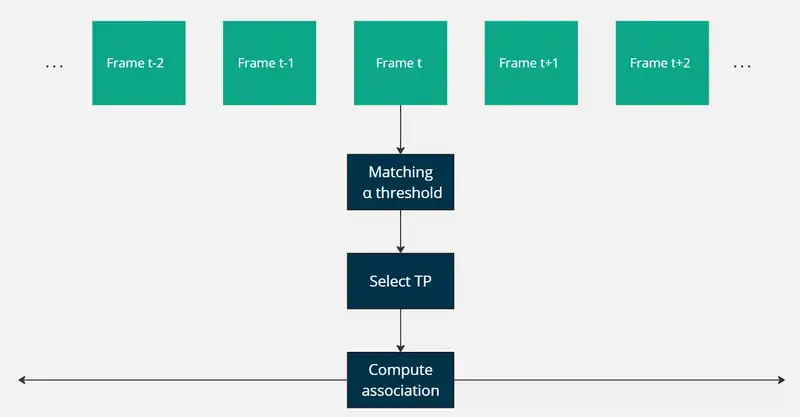 ... Frame t-2 Frame t-1 Frame t Frame t+1 Frame t+2 ...
Matching
α threshold
Select TP
Compute
association